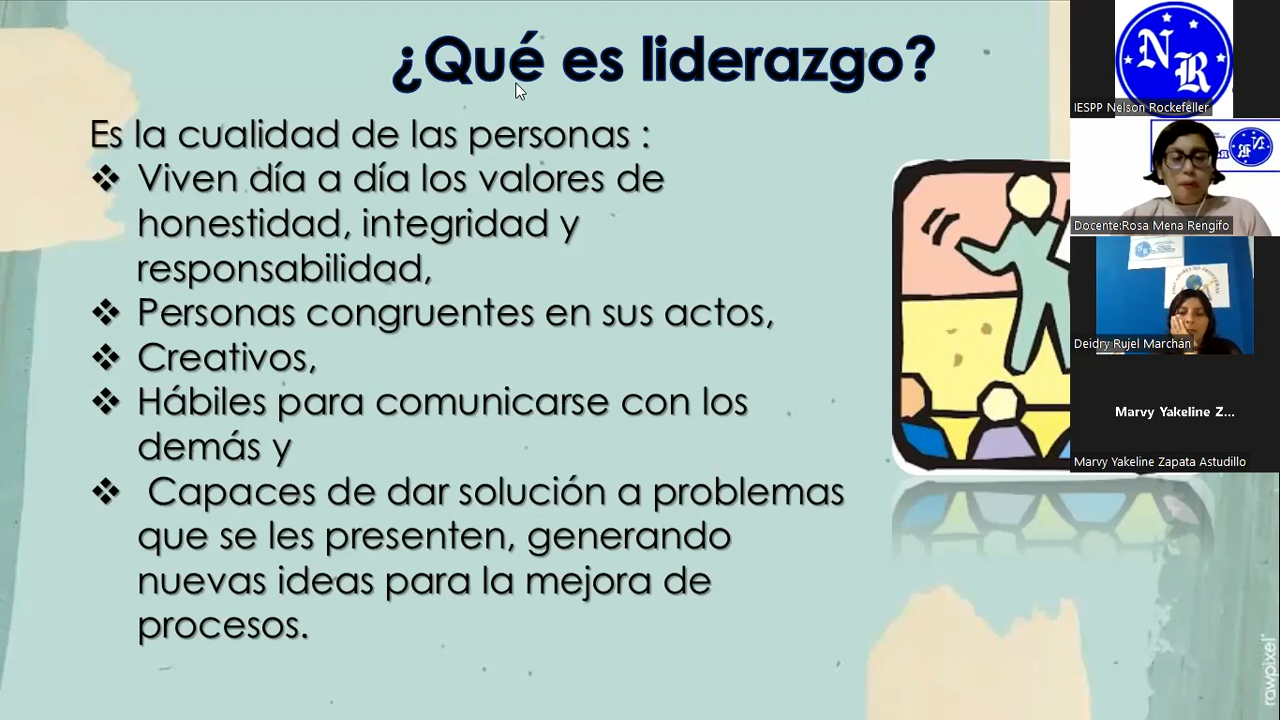 ¿Qué es liderazgo?
Es la cualidad de las personas :
❖ Viven día a día los valores de
honestidad, integridad y
responsabilidad,
❖ Personas congruentes en sus actos,
❖ Creativos,
❖ Hábiles para comunicarse con los
demás y
❖ Capaces de dar solución a problemas
que se les presenten, generando
nuevas ideas para la mejora de
procesos.
NR
IESPP Nelson Rockefeller
NR
Docente:Rosa Mena Rengifo
Deidry Rujel Marchán
Marvy Yakeline Z...
Marvy Yakeline Zapata Astudillo
rawpixel